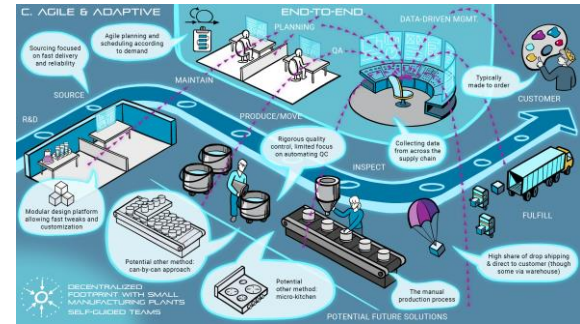 C. AGILE & ADAPTIVE
END-TO-END
PLANNING
DATA-DRIVEN MGMT.
QA
Agile planning and
scheduling according
to demand
Sourcing focused
on fast delivery
and reliability
Typically
made to order
MAINTAIN
SOURCE
CUSTOMER
R&D
PRODUCE/MOVE
Rigorous quality
control, limited focus
on automating QC
Collecting data
from across the
supply chain
INSPECT
Modular design platform
allowing fast tweaks and
customization
FULFILL
Potential other method:
can-by-can approach
High share of drop shipping
& direct to customer (though
some via warehouse)
Potential
other method:
micro-kitchen
The manual
production process
DECENTRALIZED
FOOTPRINT WITH SMALL
MANUFACTURING PLANTS
SELF-GUIDED TEAMS
POTENTIAL FUTURE SOLUTIONS